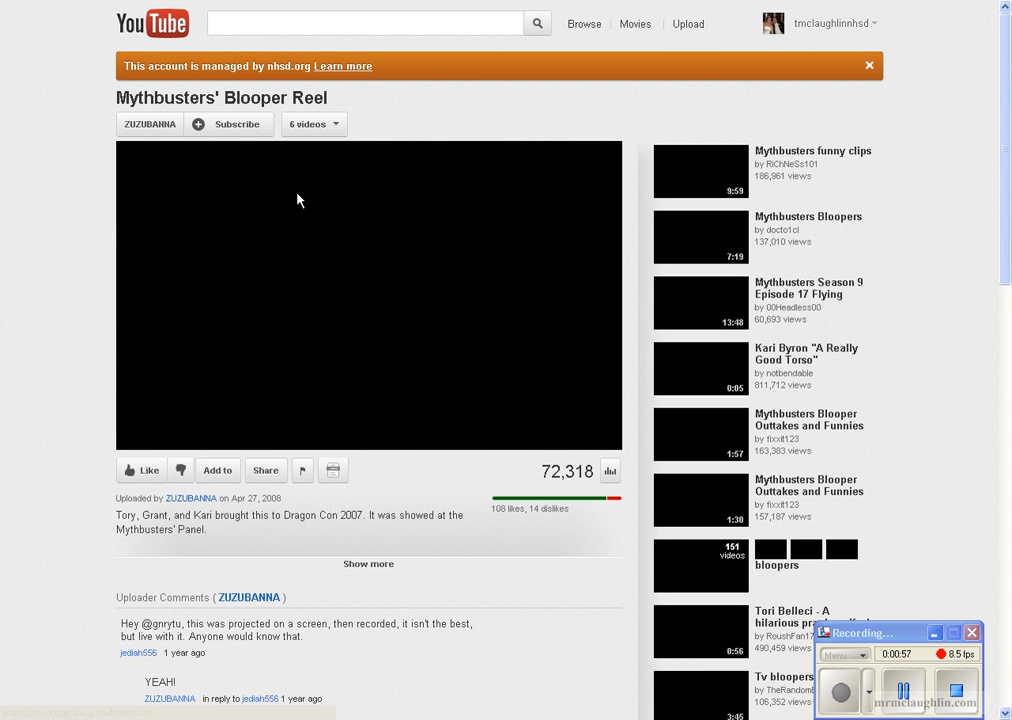 YouTube
Browse
Movies
Upload
tmclaughlinnhsd
This account is managed by nhsd.org Learn more
Mythbusters' Blooper Reel
ZUZUBANNA
Subscribe
6 videos
Like
Add to
Share
72,318
Uploaded by ZUZUBANNA on Apr 27, 2008
108 likes, 14 dislikes
Tory, Grant, and Kari brought this to Dragon Con 2007. It was showed at the
Mythbusters' Panel.
Show more
Uploader Comments ( ZUZUBANNA )
Hey @gnrytu, this was projected on a screen, then recorded, it isn't the best,
but live with it. Anyone would know that.
jediah556 1 year ago
YEAH!
ZUZUBANNA in reply to jediah556 1 year ago
9:59
Mythbusters funny clips
by RiChNeSs101
186,961 views
7:19
Mythbusters Bloopers
by docto1cl
137,010 views
13:48
Mythbusters Season 9
Episode 17 Flying
by 00Headless00
60,693 views
0:05
Kari Byron "A Really
Good Torso"
by notbendable
811,712 views
1:57
Mythbusters Blooper
Outtakes and Funnies
by fixxit123
163,383 views
1:30
Mythbusters Blooper
Outtakes and Funnies
by fixxit123
157,187 views
151
videos
bloopers
0:56
Tori Belleci - A
hilarious
by RoushFan17
490,459 views
3:45
Tv bloopers
106,352 views
Recording...
Menu
0:00:57
8.5 fps
mrmclaughlin.com